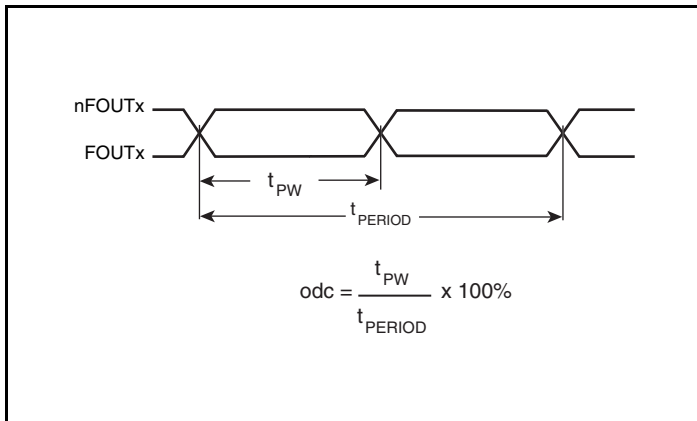 nFOUTx
FOUTx
tPW
tPERIOD
odc = tPW / tPERIOD x 100%